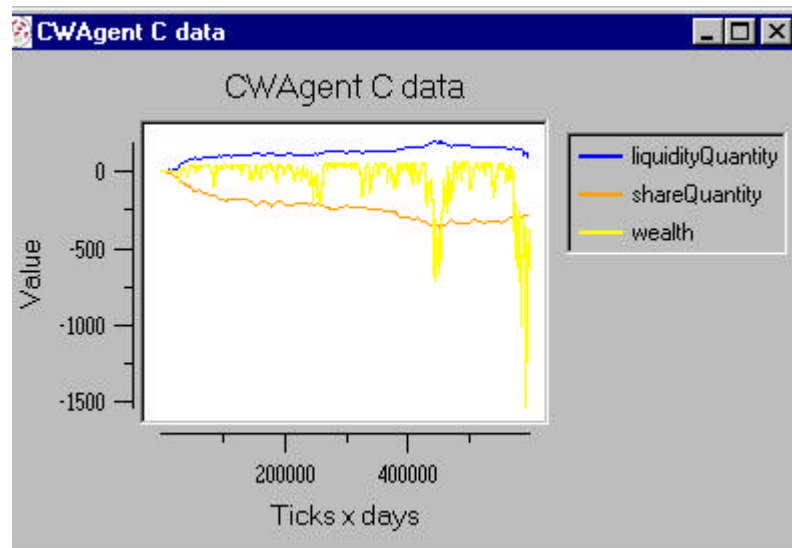 CWAgent C data
CWAgent C data
liquidityQuantity
shareQuantity
wealth
Value
0
-500
-1000
-1500
200000
400000
Ticks x days